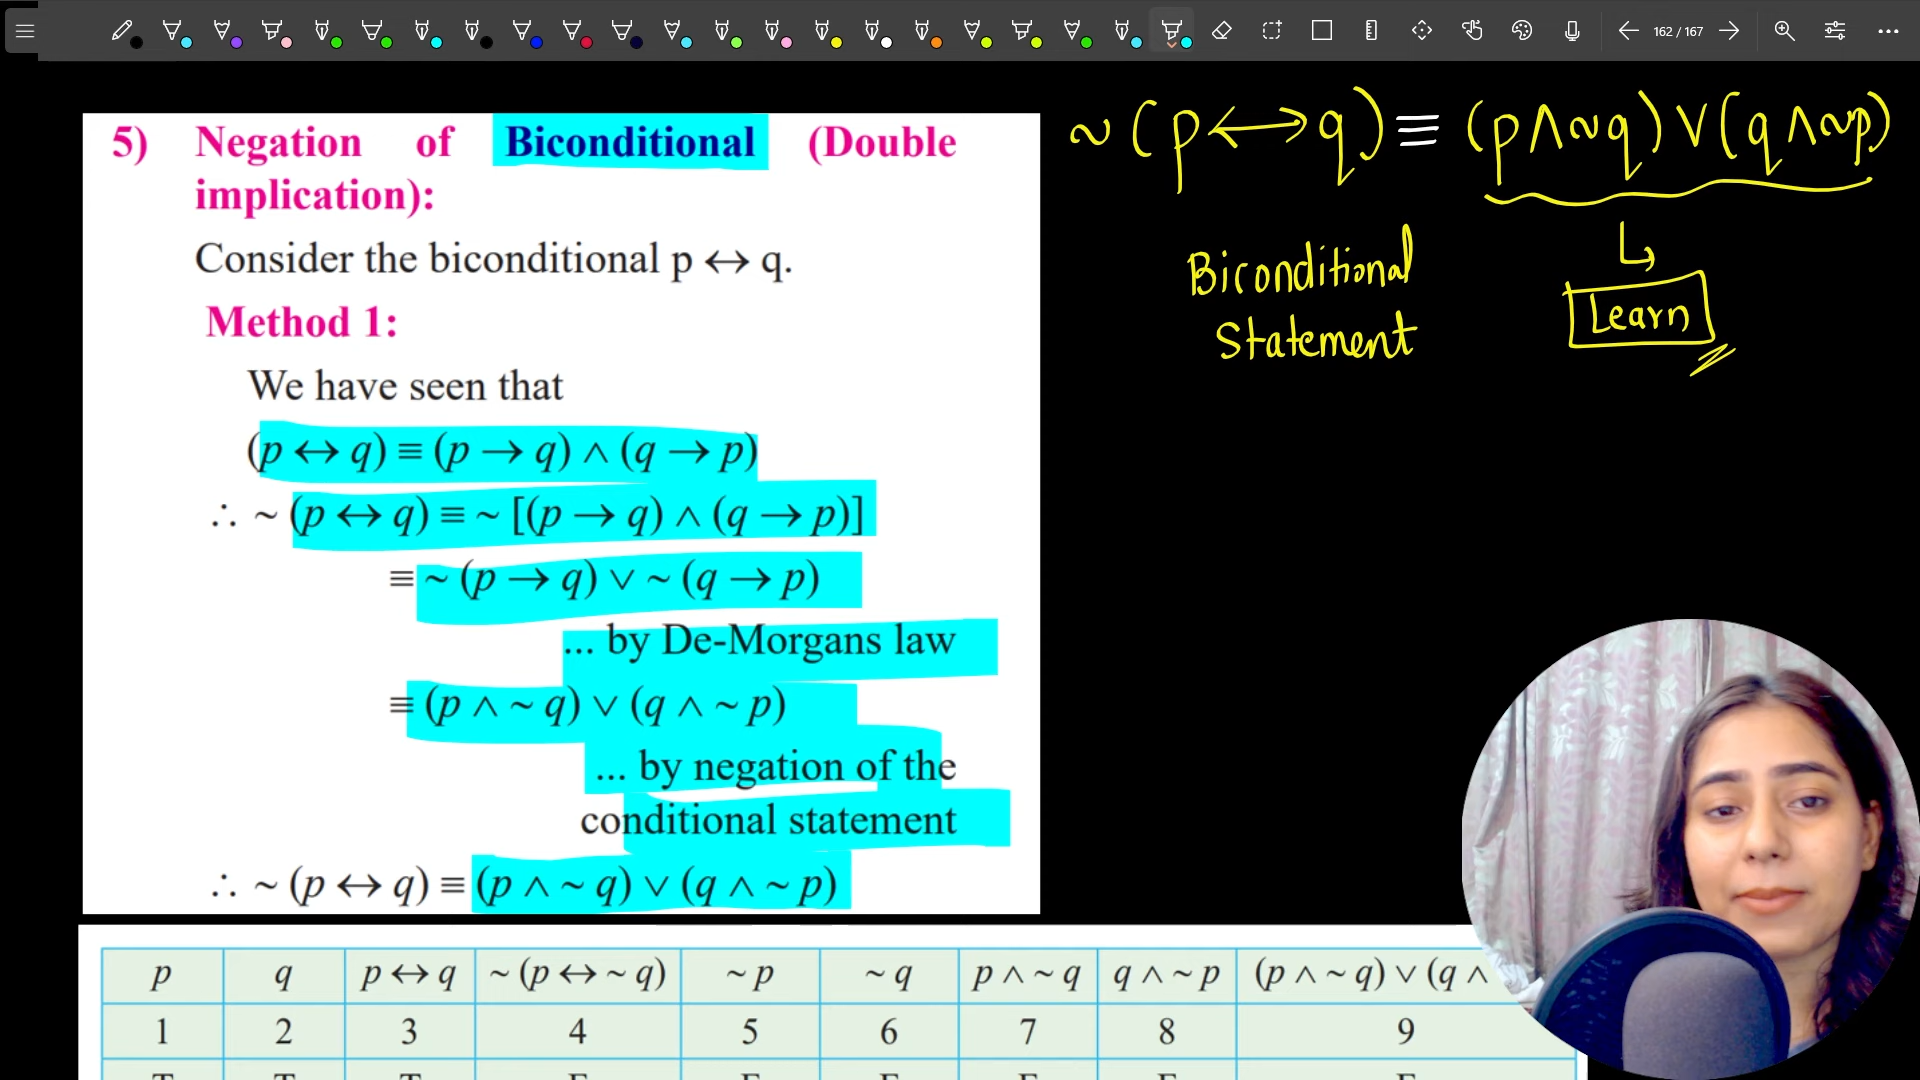 162 / 167
5) Negation of Biconditional (Double
implication):
Consider the biconditional p ↔ q.
Method 1:
We have seen that
(p ↔ q) ≡ (p → q) ∧ (q → p)
∴ ~ (p ↔ q) ≡ ~ [(p → q) ∧ (q → p)]
≡ ~ (p → q) ∨ ~ (q → p)
... by De-Morgans law
≡ (p ∧ ~ q) ∨ (q ∧ ~ p)
... by negation of the
conditional statement
∴ ~ (p ↔ q) ≡ (p ∧ ~ q) ∨ (q ∧ ~ p)
~ (p ↔ q) ≡ (p ∧ ~q) ∨ (q ∧ ~p)
Biconditional
Statement
Learn
p q p ↔ q ~ (p ↔ ~ q) ~ p ~ q p ∧ ~ q q ∧ ~ p (p ∧ ~ q) ∨ (q ∧
1 2 3 4 5 6 7 8 9